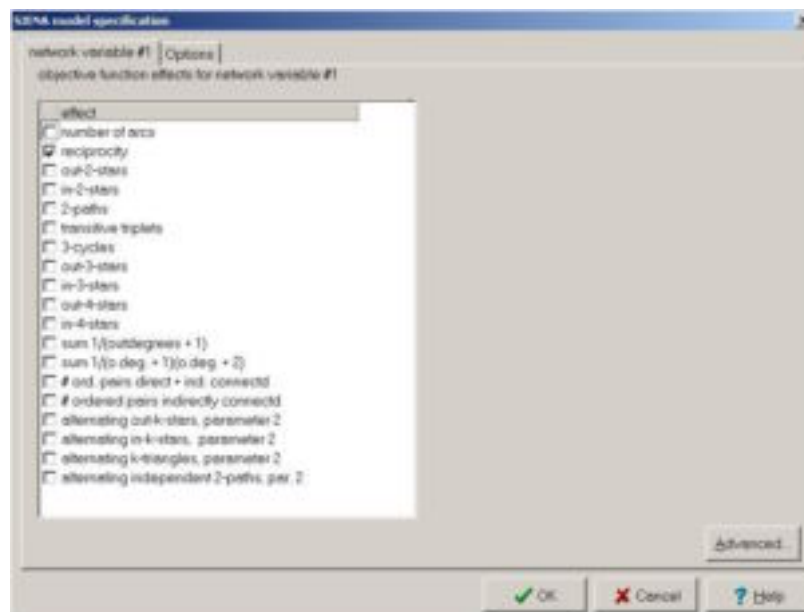 SIENA model specification
network variable #1 Options
objective function effects for network variable #1
effect
number of arcs
reciprocity
out-2-stars
in-2-stars
2-paths
transitive triplets
3-cycles
out-3-stars
in-3-stars
out-4-stars
in-4-stars
sum 1/(outdegrees + 1)
sum 1/(o.deg. + 1)(o.deg. + 2)
# ord. pairs direct + ind. connectd
# ordered pairs indirectly connectd
alternating out-k-stars, parameter 2
alternating in-k-stars, parameter 2
alternating k-triangles, parameter 2
alternating independent 2-paths, par. 2
Advanced...
OK Cancel Help